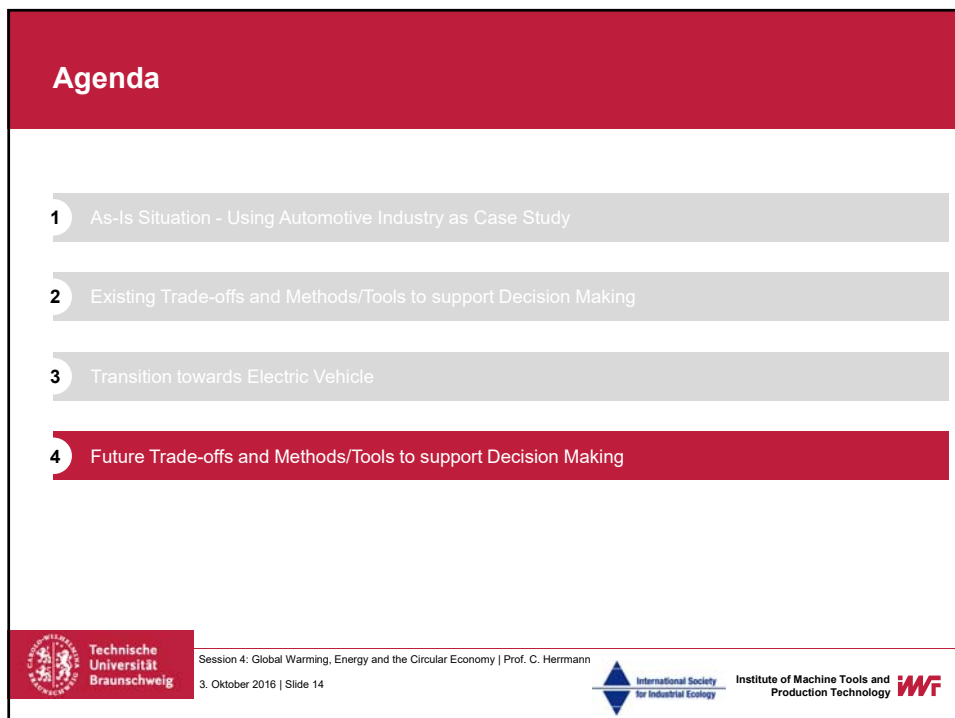 Agenda
1 As-Is Situation - Using Automotive Industry as Case Study
2 Existing Trade-offs and Methods/Tools to support Decision Making
3 Transition towards Electric Vehicle
4 Future Trade-offs and Methods/Tools to support Decision Making
Technische
Universität
Braunschweig
Session 4: Global Warming, Energy and the Circular Economy | Prof. C. Herrmann
3. Oktober 2016 | Slide 14
International Society
for Industrial Ecology
Institute of Machine Tools and
Production Technology
IWF